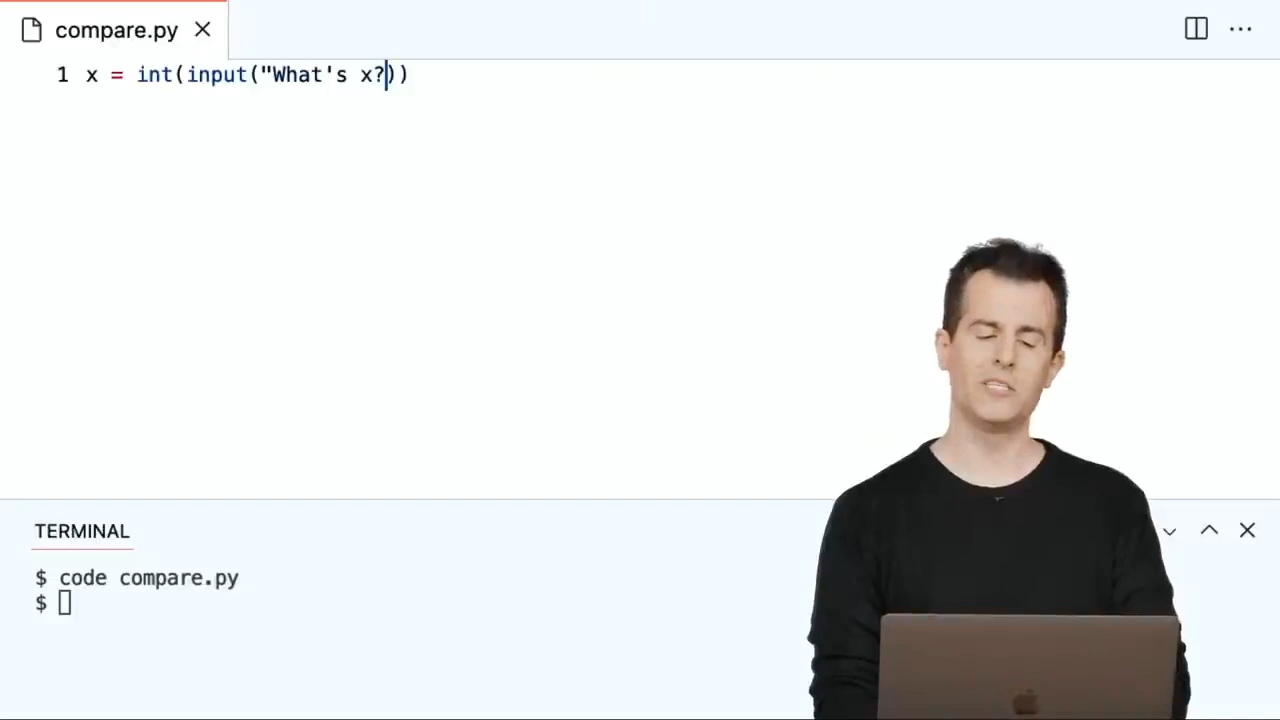 compare.py
1 x = int(input("What's x?))
TERMINAL
$ code compare.py
$